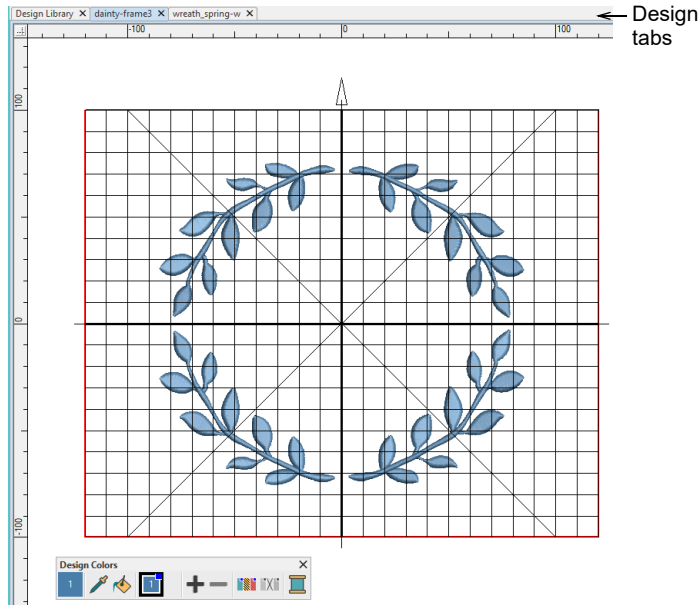 Design Library X dainty-frame3 X wreath_spring-w X
Design
tabs
-100 0 100
100
0
-100
Design Colors X
1 1